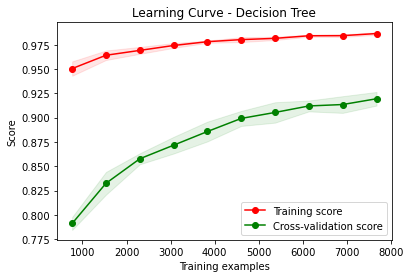 Learning Curve - Decision Tree
Score
0.975
0.950
0.925
0.900
0.875
0.850
0.825
0.800
0.775
Training score
Cross-validation score
1000 2000 3000 4000 5000 6000 7000 8000
Training examples